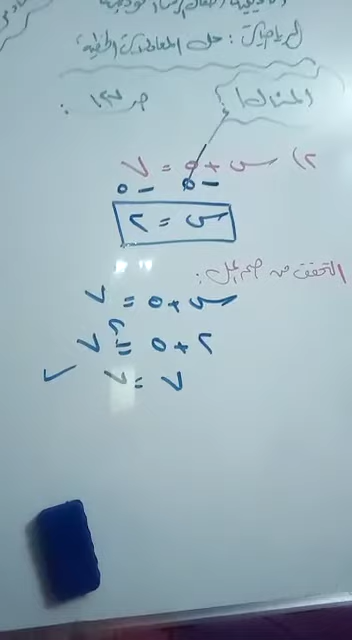 الرياضيات : حل المعادلات الخطية
المثال : ص ١٢٧ :
٢) س + ٥ = ٧
- ٥ - ٥
س = ٢
التحقق من صحة الحل :
س + ٥ = ٧
٢ + ٥ =؟ ٧
٧ = ٧ ✓